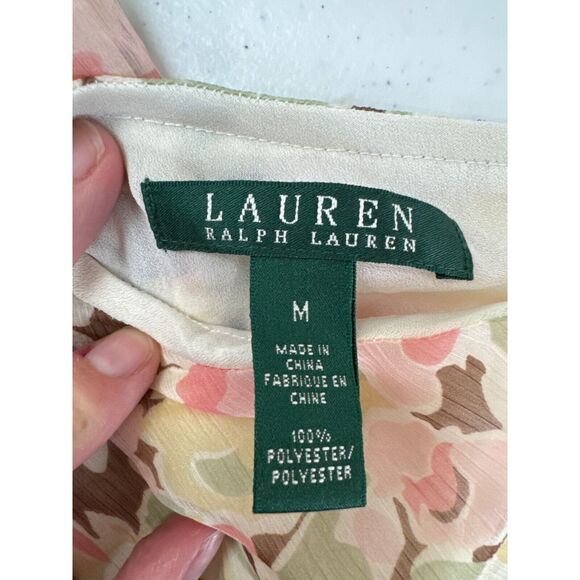 LAUREN
RALPH LAUREN
M
MADE IN
CHINA
FABRIQUE EN
CHINE
100%
POLYESTER/
POLYESTER